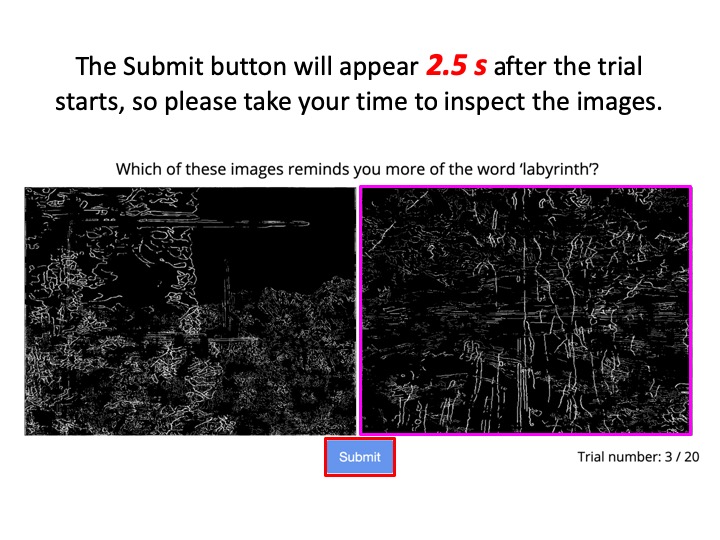 The Submit button will appear 2.5 s after the trial
starts, so please take your time to inspect the images.
Which of these images reminds you more of the word ‘labyrinth’?
Submit
Trial number: 3 / 20